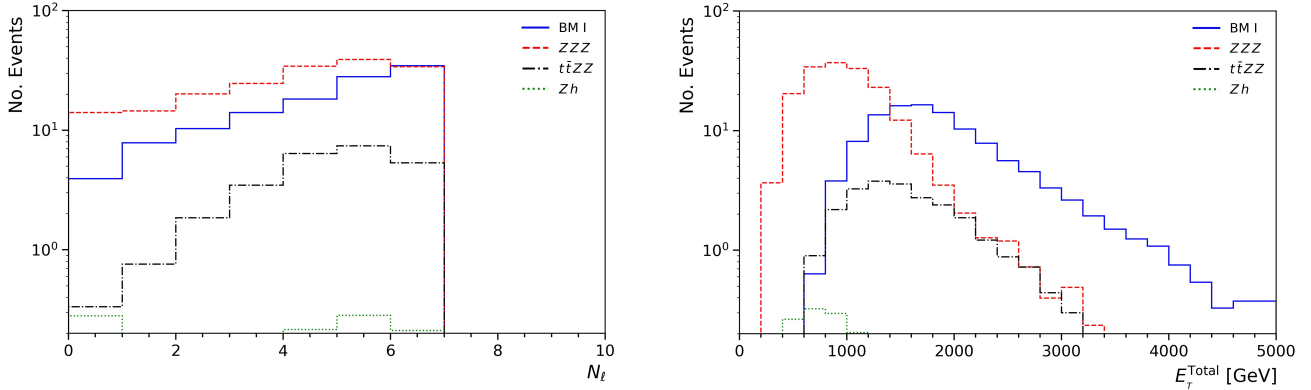 No. Events
10²
10¹
10⁰
BM I
ZZZ
tt̄ZZ
Zh
0 2 4 6 8 10
N_ℓ
No. Events
10²
10¹
10⁰
BM I
ZZZ
tt̄ZZ
Zh
0 1000 2000 3000 4000 5000
E_T^Total [GeV]